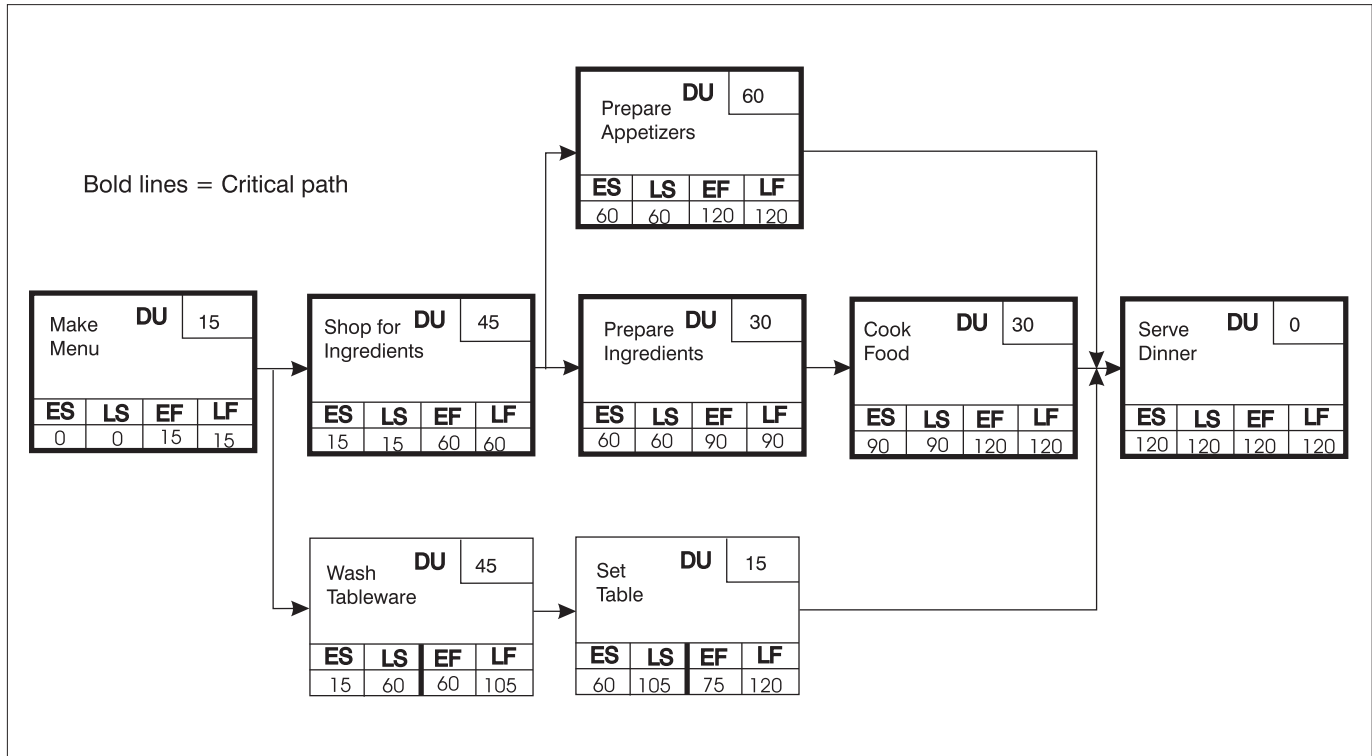 Prepare DU 60
Appetizers
ES LS EF LF
60 60 120 120
Bold lines = Critical path
Make DU 15
Menu
ES LS EF LF
0 0 15 15
Shop for DU 45
Ingredients
ES LS EF LF
15 15 60 60
Prepare DU 30
Ingredients
ES LS EF LF
60 60 90 90
Cook DU 30
Food
ES LS EF LF
90 90 120 120
Serve DU 0
Dinner
ES LS EF LF
120 120 120 120
Wash DU 45
Tableware
ES LS EF LF
15 60 60 105
Set DU 15
Table
ES LS EF LF
60 105 75 120